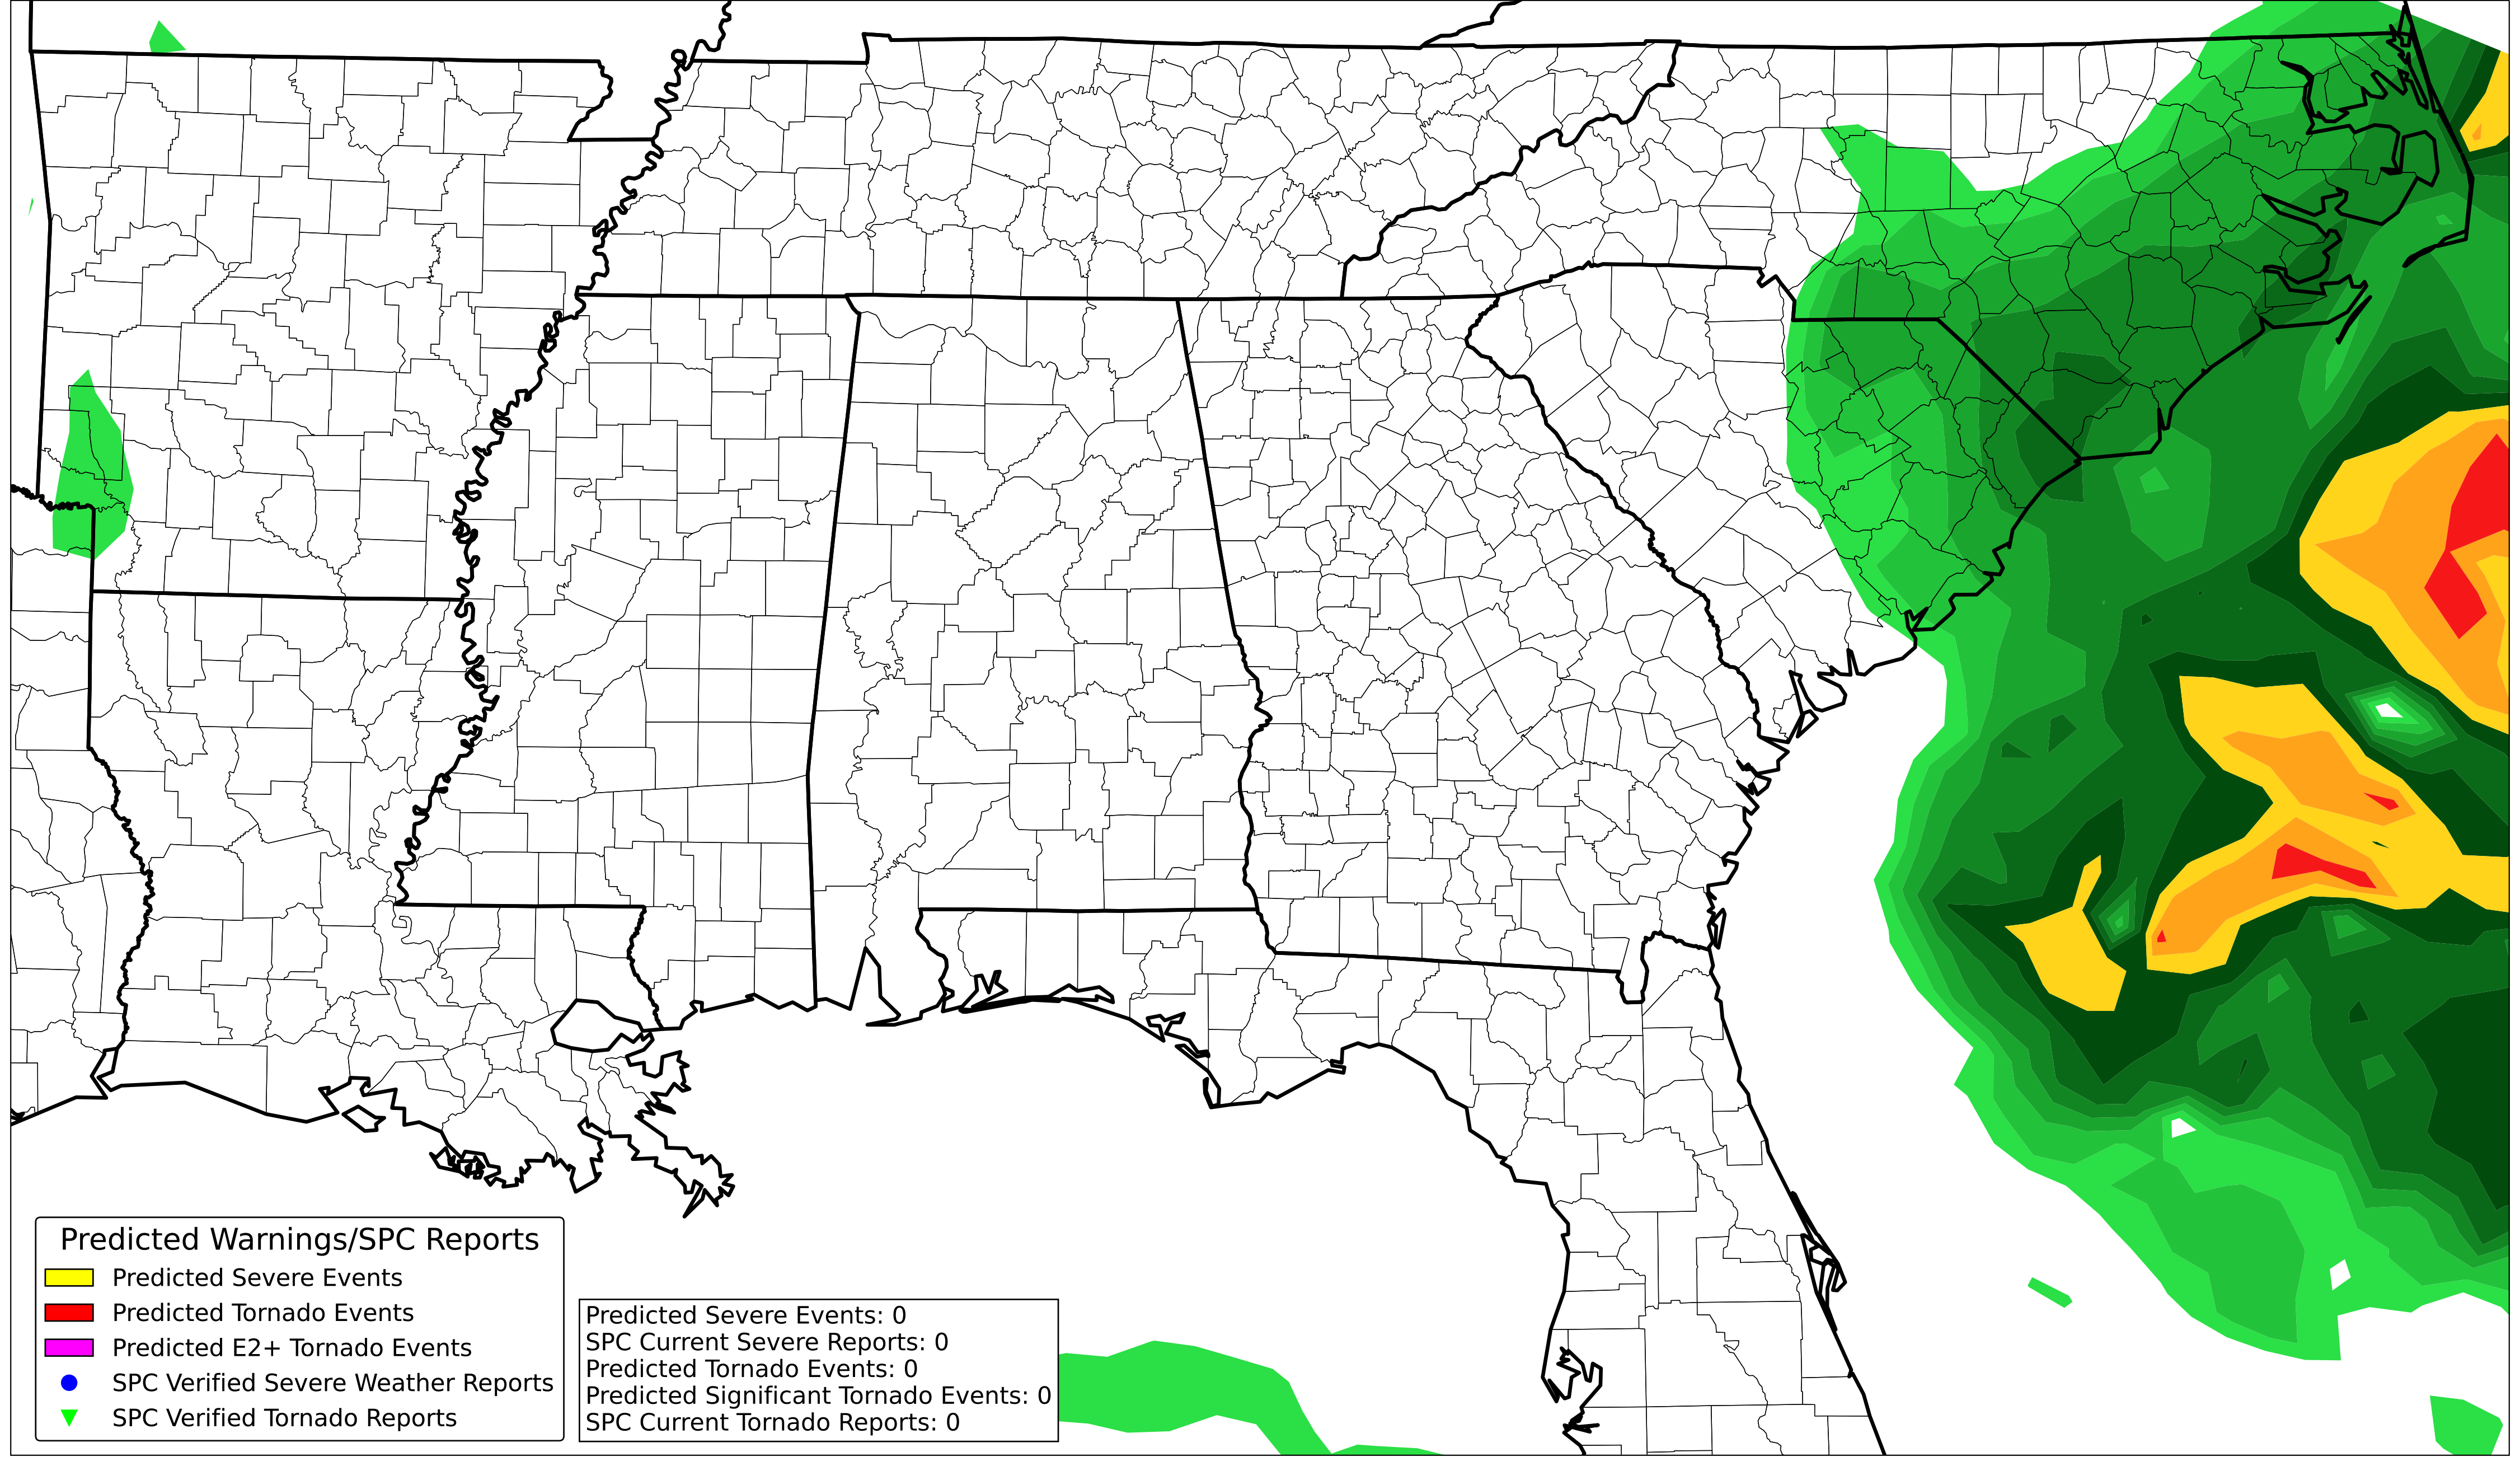 Predicted Warnings/SPC Reports
Predicted Severe Events
Predicted Tornado Events
Predicted E2+ Tornado Events
SPC Verified Severe Weather Reports
SPC Verified Tornado Reports
Predicted Severe Events: 0
SPC Current Severe Reports: 0
Predicted Tornado Events: 0
Predicted Significant Tornado Events: 0
SPC Current Tornado Reports: 0